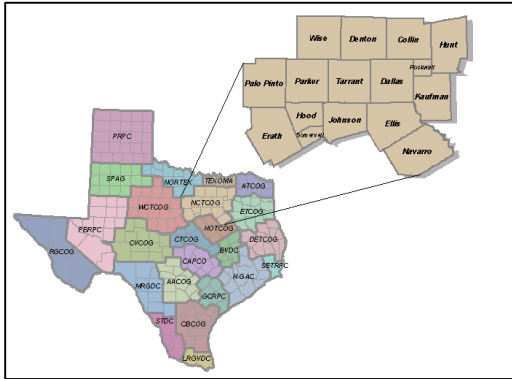 Wise
Denton
Collin
Hunt
Rockwall
Palo Pinto
Parker
Tarrant
Dallas
Kaufman
Hood
Johnson
Ellis
Erath
Somervell
Navarro
PRPC
SPAG
NORTEX
TEXOMA
ATCOG
WCTCOG
NCTCOG
ETCOG
PBRPC
HOTCOG
CVCOG
CTCOG
DETCOG
RGCOG
BVDC
CAPCO
SETRPC
MRGDC
AACOG
H-GAC
GCRPC
STDC
CBCOG
LRGVDC